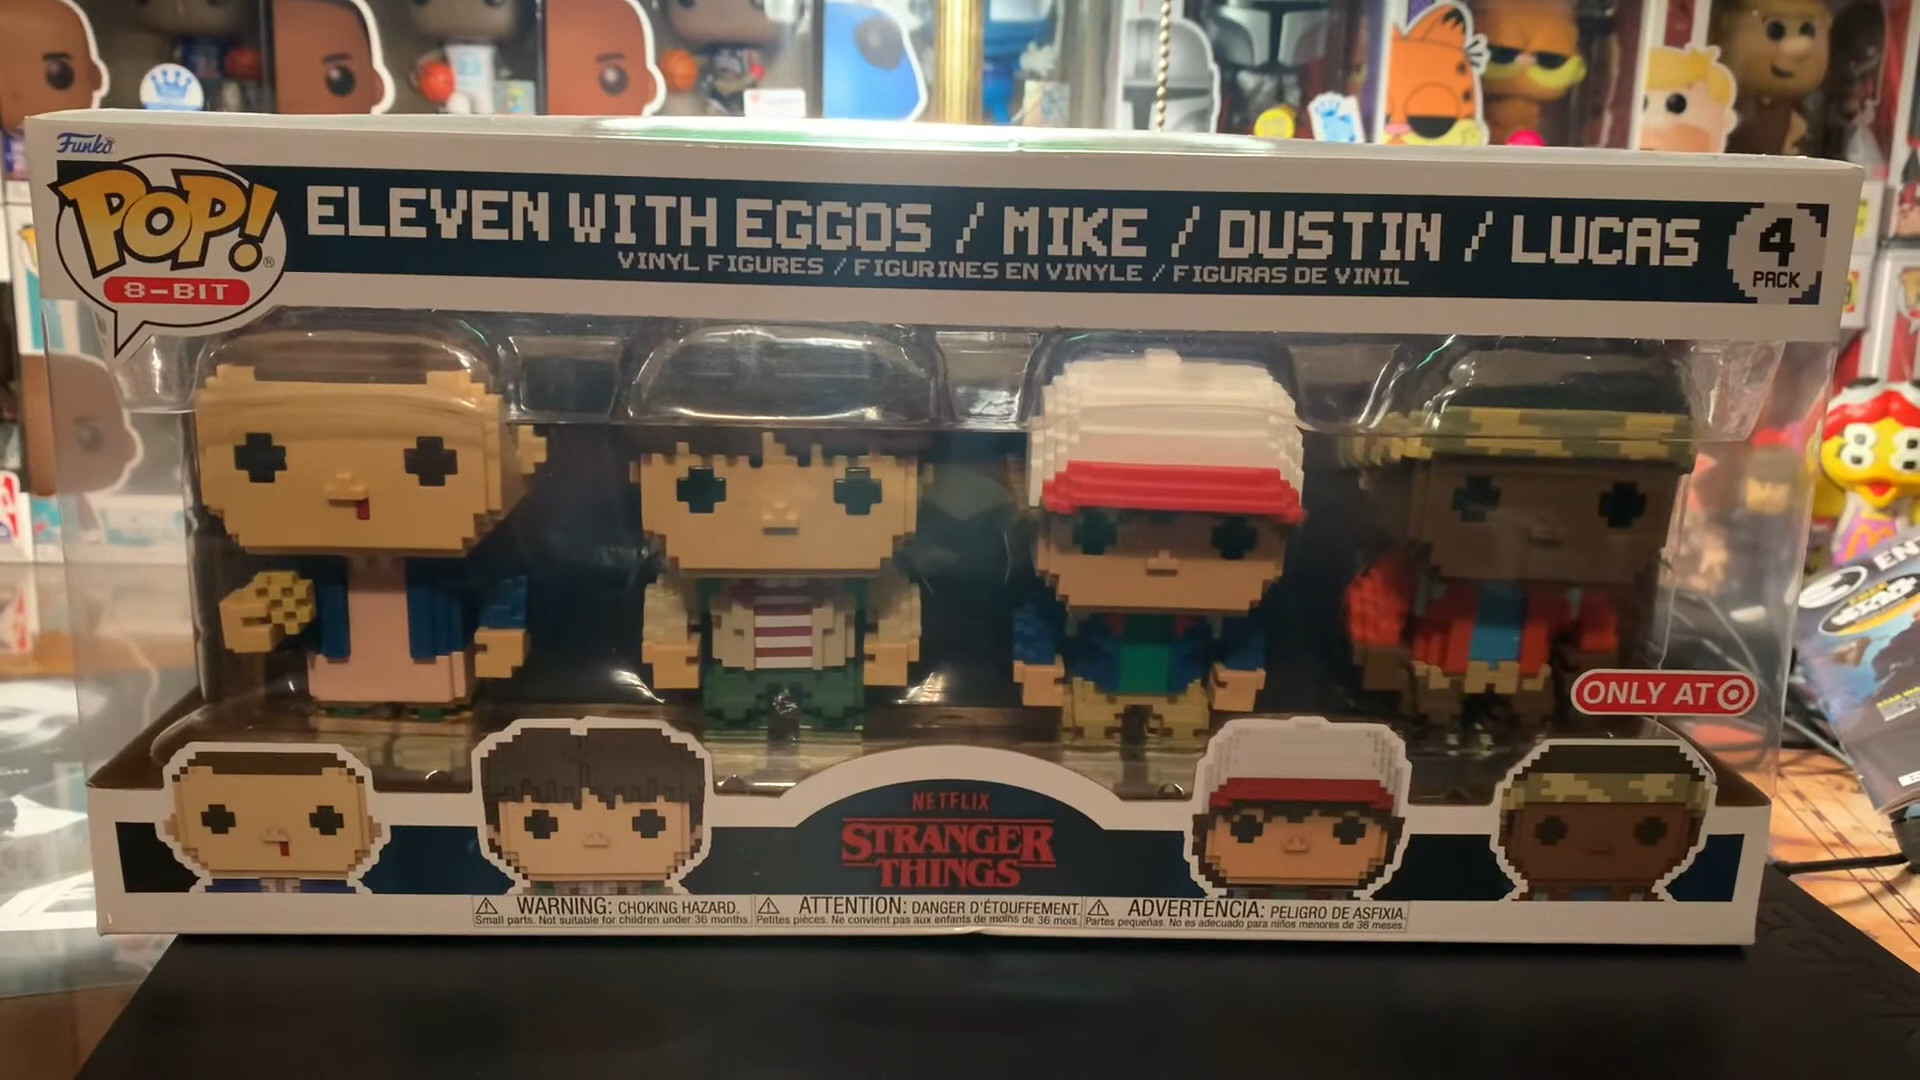 Funko
POP!®
8-BIT
ELEVEN WITH EGGOS / MIKE / DUSTIN / LUCAS
VINYL FIGURES / FIGURINES EN VINYLE / FIGURAS DE VINIL
4
PACK
ONLY AT
NETFLIX
STRANGER
THINGS
WARNING: CHOKING HAZARD.
Small parts. Not suitable for children under 36 months.
ATTENTION: DANGER D'ÉTOUFFEMENT.
Petites pièces. Ne convient pas aux enfants de moins de 36 mois.
ADVERTENCIA: PELIGRO DE ASFIXIA.
Partes pequeñas. No es adecuado para niños menores de 36 meses.